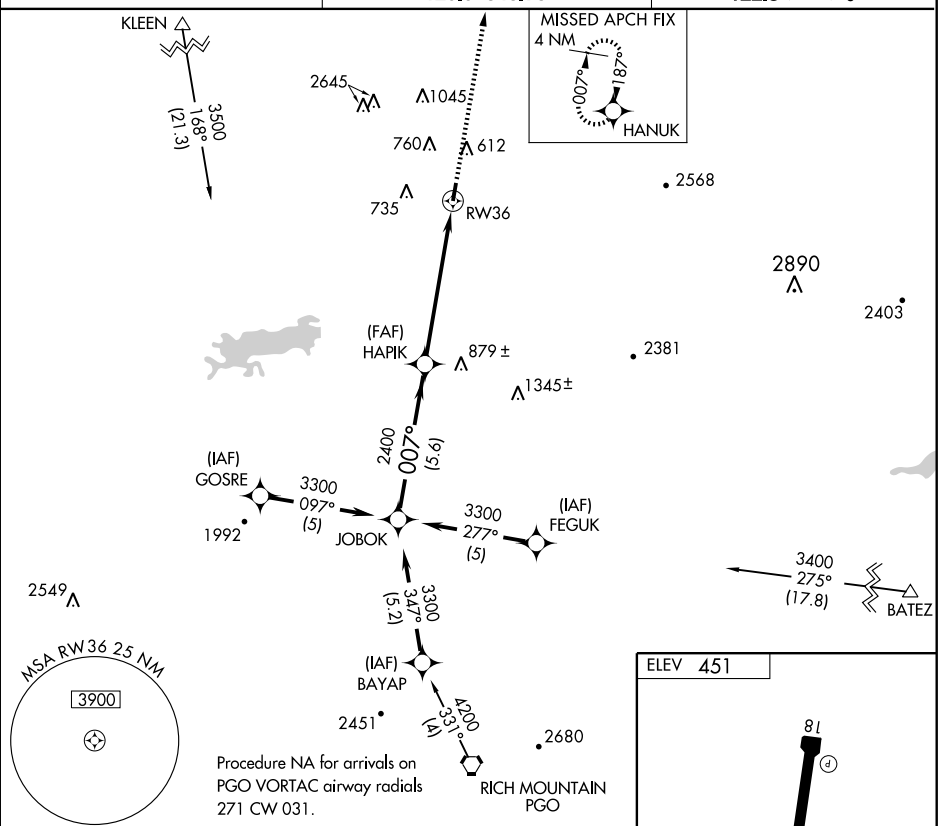 KLEEN
3500
168°
(21.3)
2645
1045
760
612
735
RW36
MISSED APCH FIX
4 NM
007°
187°
HANUK
2568
2890
2403
(FAF)
HAPIK
879 ±
2381
1345±
2400
007°
(5.6)
(IAF)
GOSRE
3300
097°
(5)
1992
JOBOK
3300
277°
(5)
(IAF)
FEGUK
3400
275°
(17.8)
BATEZ
2549
3300
347°
(5.2)
(IAF)
BAYAP
2451
4200
331°
(4)
2680
RICH MOUNTAIN
PGO
MSA RW36 25 NM
3900
Procedure NA for arrivals on
PGO VORTAC airway radials
271 CW 031.
ELEV 451
18
P